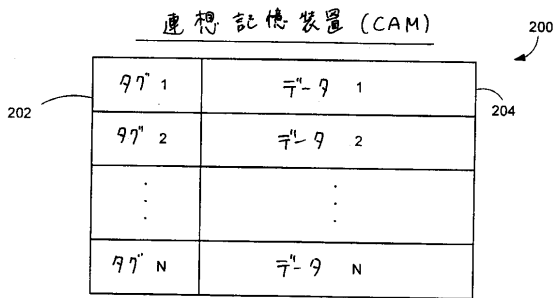 連想記憶装置 (CAM)
200
タグ 1 データ 1
202 204
タグ 2 データ 2
⋮ ⋮
タグ N データ N